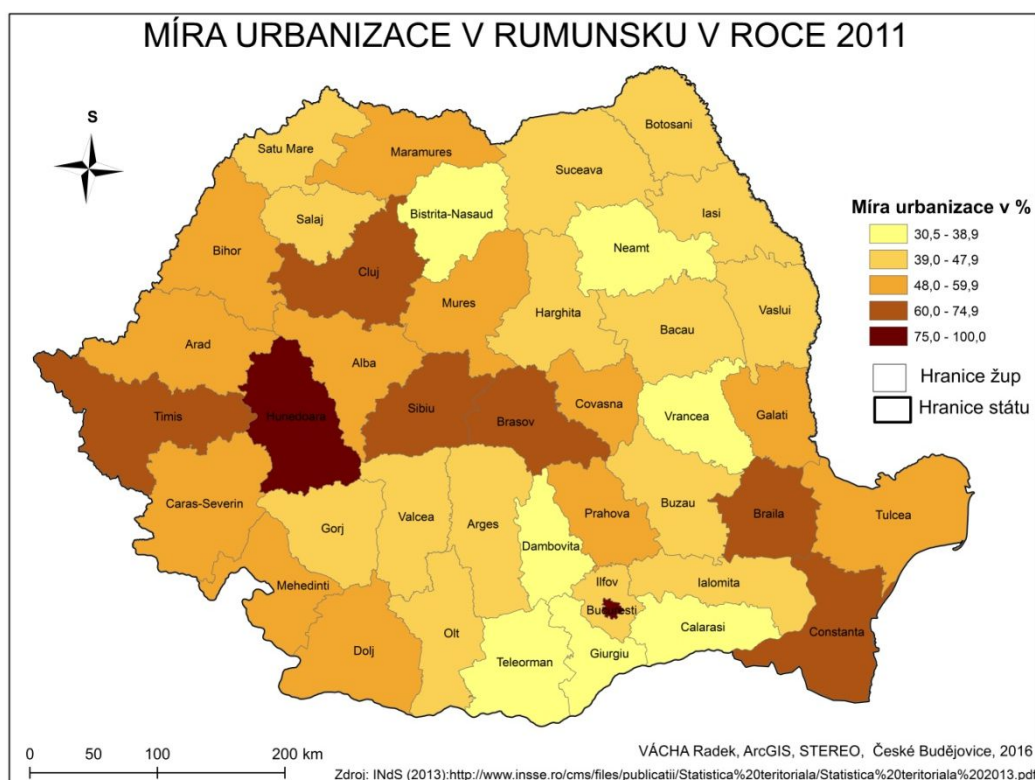 MÍRA URBANIZACE V RUMUNSKU V ROCE 2011
S
Botosani
Satu Mare
Maramures
Suceava
Bistrita-Nasaud
Iasi
Salaj
Neamt
Bihor
Cluj
Mures
Harghita
Bacau
Vaslui
Arad
Alba
Timis
Hunedoara
Sibiu
Brasov
Covasna
Vrancea
Galati
Caras-Severin
Gorj
Valcea
Arges
Dambovita
Prahova
Buzau
Braila
Tulcea
Mehedinti
Ilfov
Ialomita
Bucuresti
Dolj
Olt
Teleorman
Giurgiu
Calarasi
Constanta
Míra urbanizace v %
30,5 - 38,9
39,0 - 47,9
48,0 - 59,9
60,0 - 74,9
75,0 - 100,0
Hranice žup
Hranice státu
0 50 100 200 km
VÁCHA Radek, ArcGIS, STEREO, České Budějovice, 2016
Zdroj: INdS (2013):http://www.insse.ro/cms/files/publicatii/Statistica%20teritoriala/Statistica%20teritoriala%202013.pdf